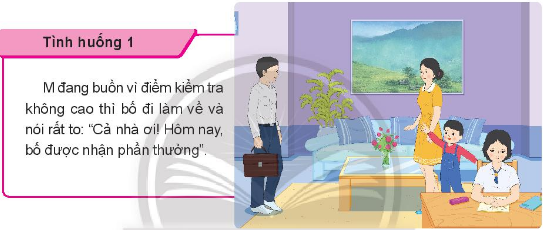 Tình huống 1
M đang buồn vì điểm kiểm tra
không cao thì bố đi làm về và
nói rất to: “Cả nhà ơi! Hôm nay,
bố được nhận phần thưởng”.